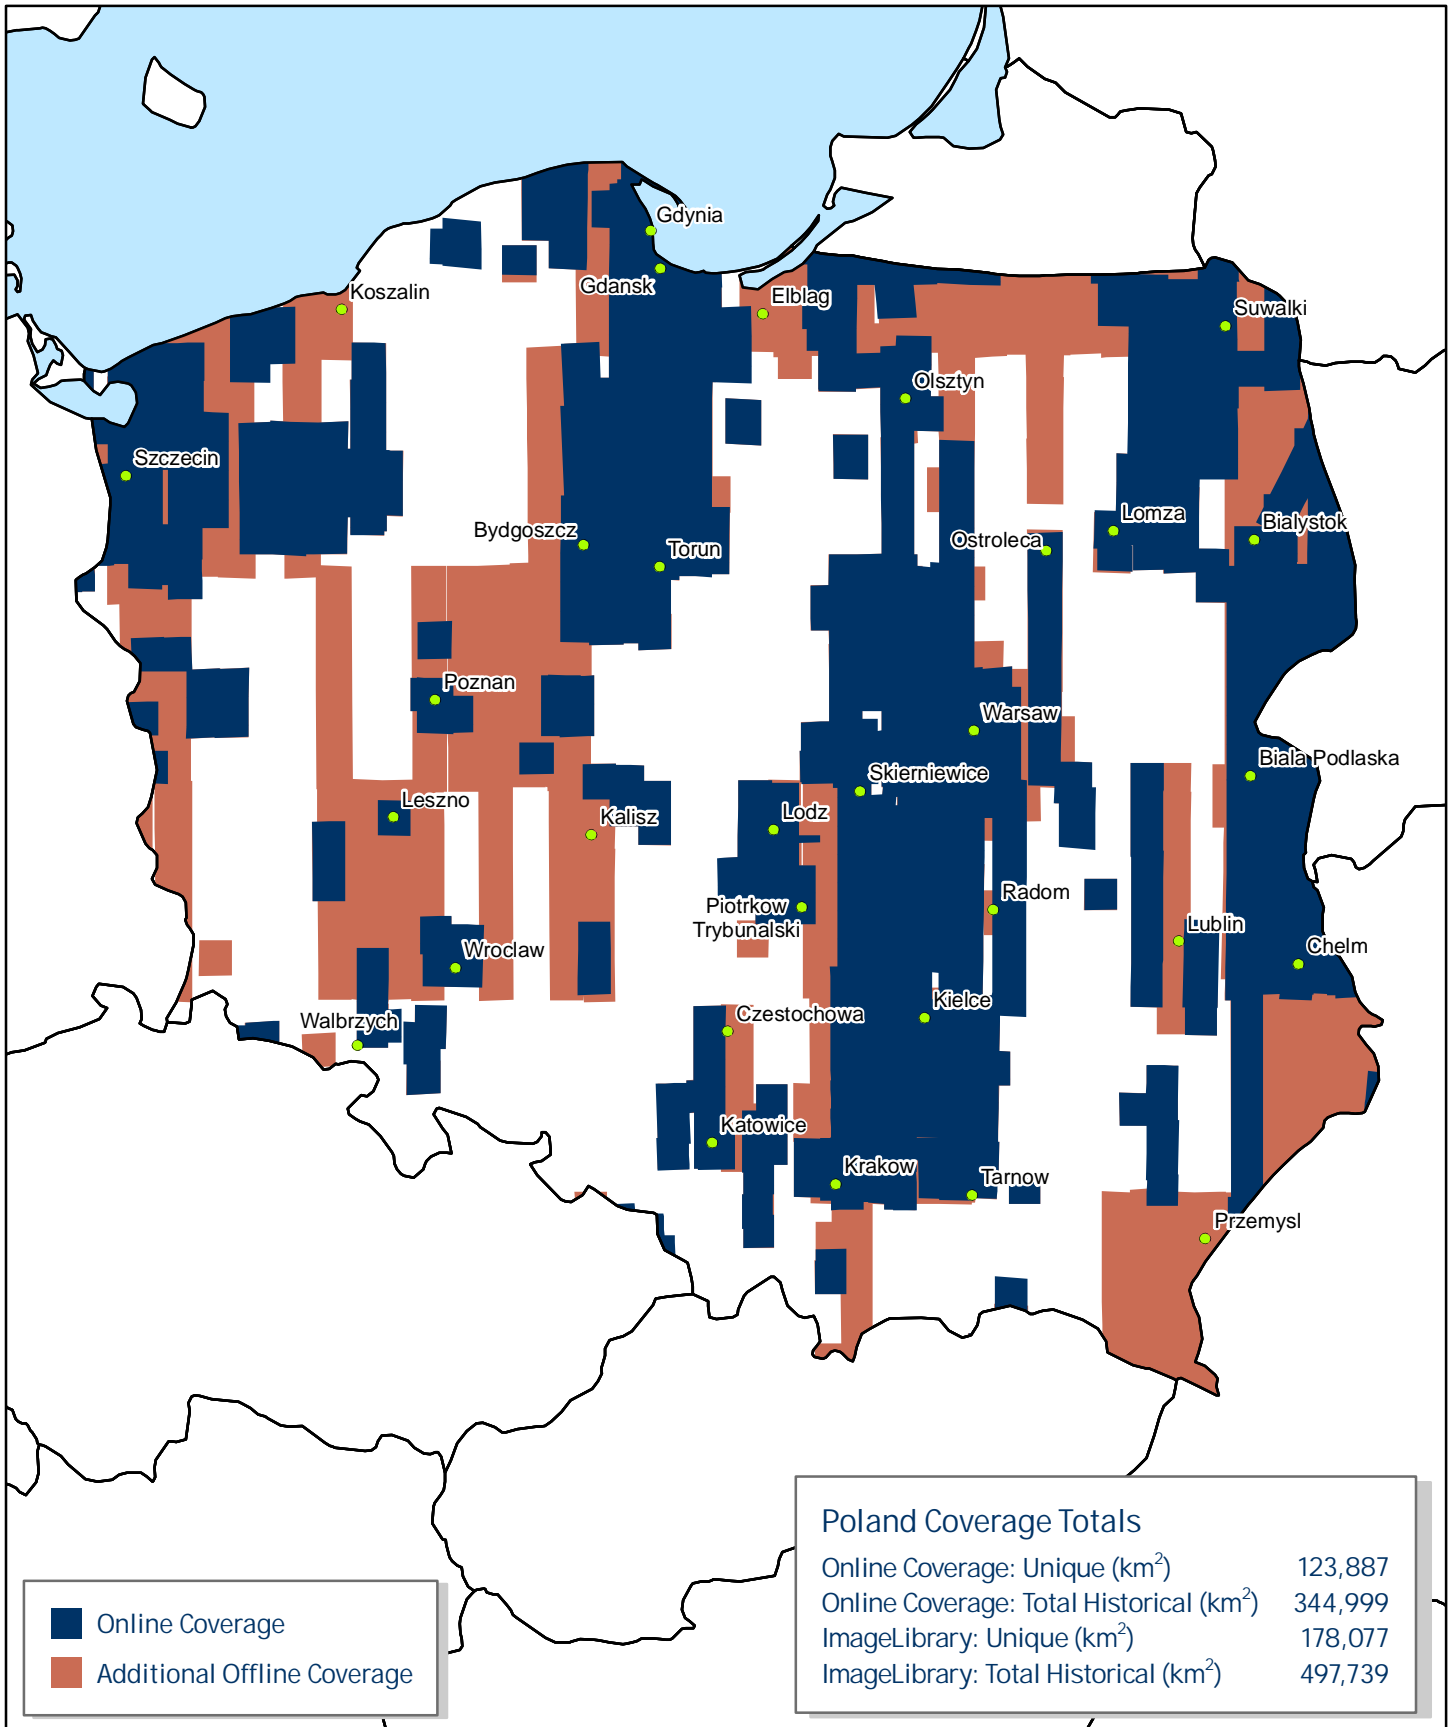 Gdynia
Gdansk
Koszalin
Elblag
Suwalki
Olsztyn
Szczecin
Bydgoszcz
Torun
Ostroleca
Lomza
Bialystok
Poznan
Warsaw
Biala Podlaska
Skierniewice
Leszno
Kalisz
Lodz
Radom
Piotrkow
Trybunalski
Lublin
Chelm
Wroclaw
Kielce
Czestochowa
Walbrzych
Katowice
Krakow
Tarnow
Przemysl
Poland Coverage Totals
Online Coverage: Unique (km²) 123,887
Online Coverage: Total Historical (km²) 344,999
ImageLibrary: Unique (km²) 178,077
ImageLibrary: Total Historical (km²) 497,739
Online Coverage
Additional Offline Coverage